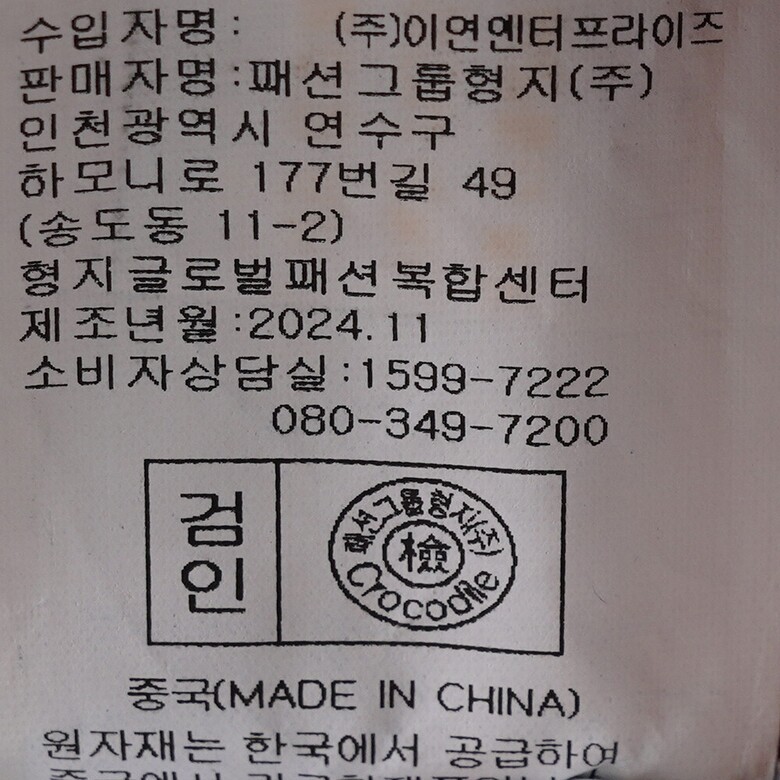 수입자명: (주)이연엔터프라이즈
판매자명:패션그룹형지(주)
인천광역시 연수구
하모니로 177번길 49
(송도동 11-2)
형지글로벌패션복합센터
제조년월:2024.11
소비자상담실:1599-7222
080-349-7200
검인
패션그룹형지(주)
檢
Crocodile
중국(MADE IN CHINA)
원자재는 한국에서 공급하여